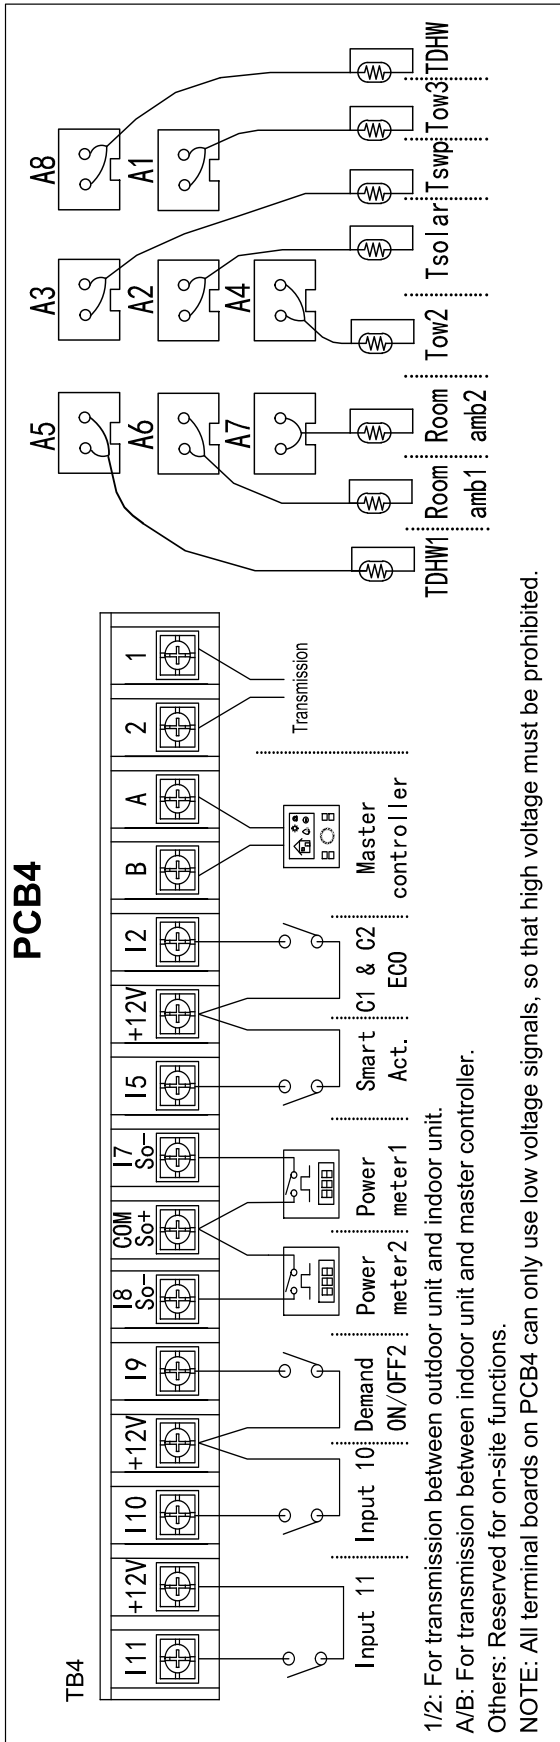 PCB4
TB4
I11
+12V
I10
+12V
I9
I8
So-
COM
So+
I7
So-
I5
+12V
I2
B
A
2
1
A5
A6
A7
A3
A2
A4
A8
A1
Input 11
Input 10
Demand
ON/OFF2
Power
meter2
Power
meter1
Smart
Act.
C1 & C2
ECO
Master
controller
Transmission
TDHW1
Room
amb1
Room
amb2
Tow2
Tsolar
Tswp
Tow3
TDHW
1/2: For transmission between outdoor unit and indoor unit.
A/B: For transmission between indoor unit and master controller.
Others: Reserved for on-site functions.
NOTE: All terminal boards on PCB4 can only use low voltage signals, so that high voltage must be prohibited.